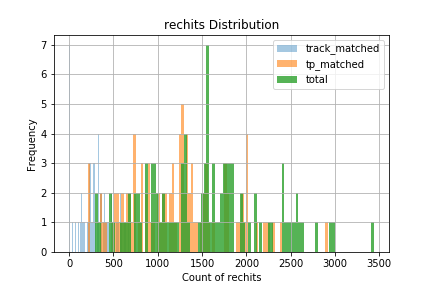 rechits Distribution
track_matched
tp_matched
total
Frequency
7
6
5
4
3
2
1
0
0 500 1000 1500 2000 2500 3000 3500
Count of rechits